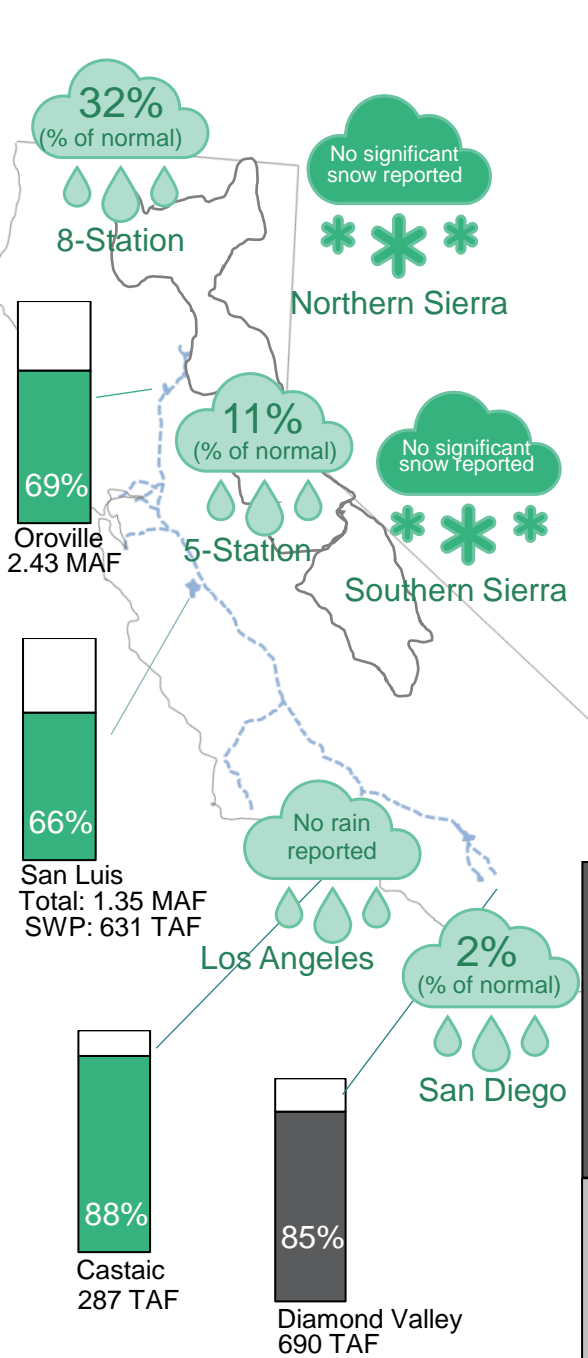 32%
(% of normal)
8-Station
No significant
snow reported
Northern Sierra
69%
Oroville
2.43 MAF
11%
(% of normal)
5-Station
No significant
snow reported
Southern Sierra
66%
San Luis
Total: 1.35 MAF
SWP: 631 TAF
No rain
reported
Los Angeles
2%
(% of normal)
San Diego
88%
Castaic
287 TAF
85%
Diamond Valley
690 TAF